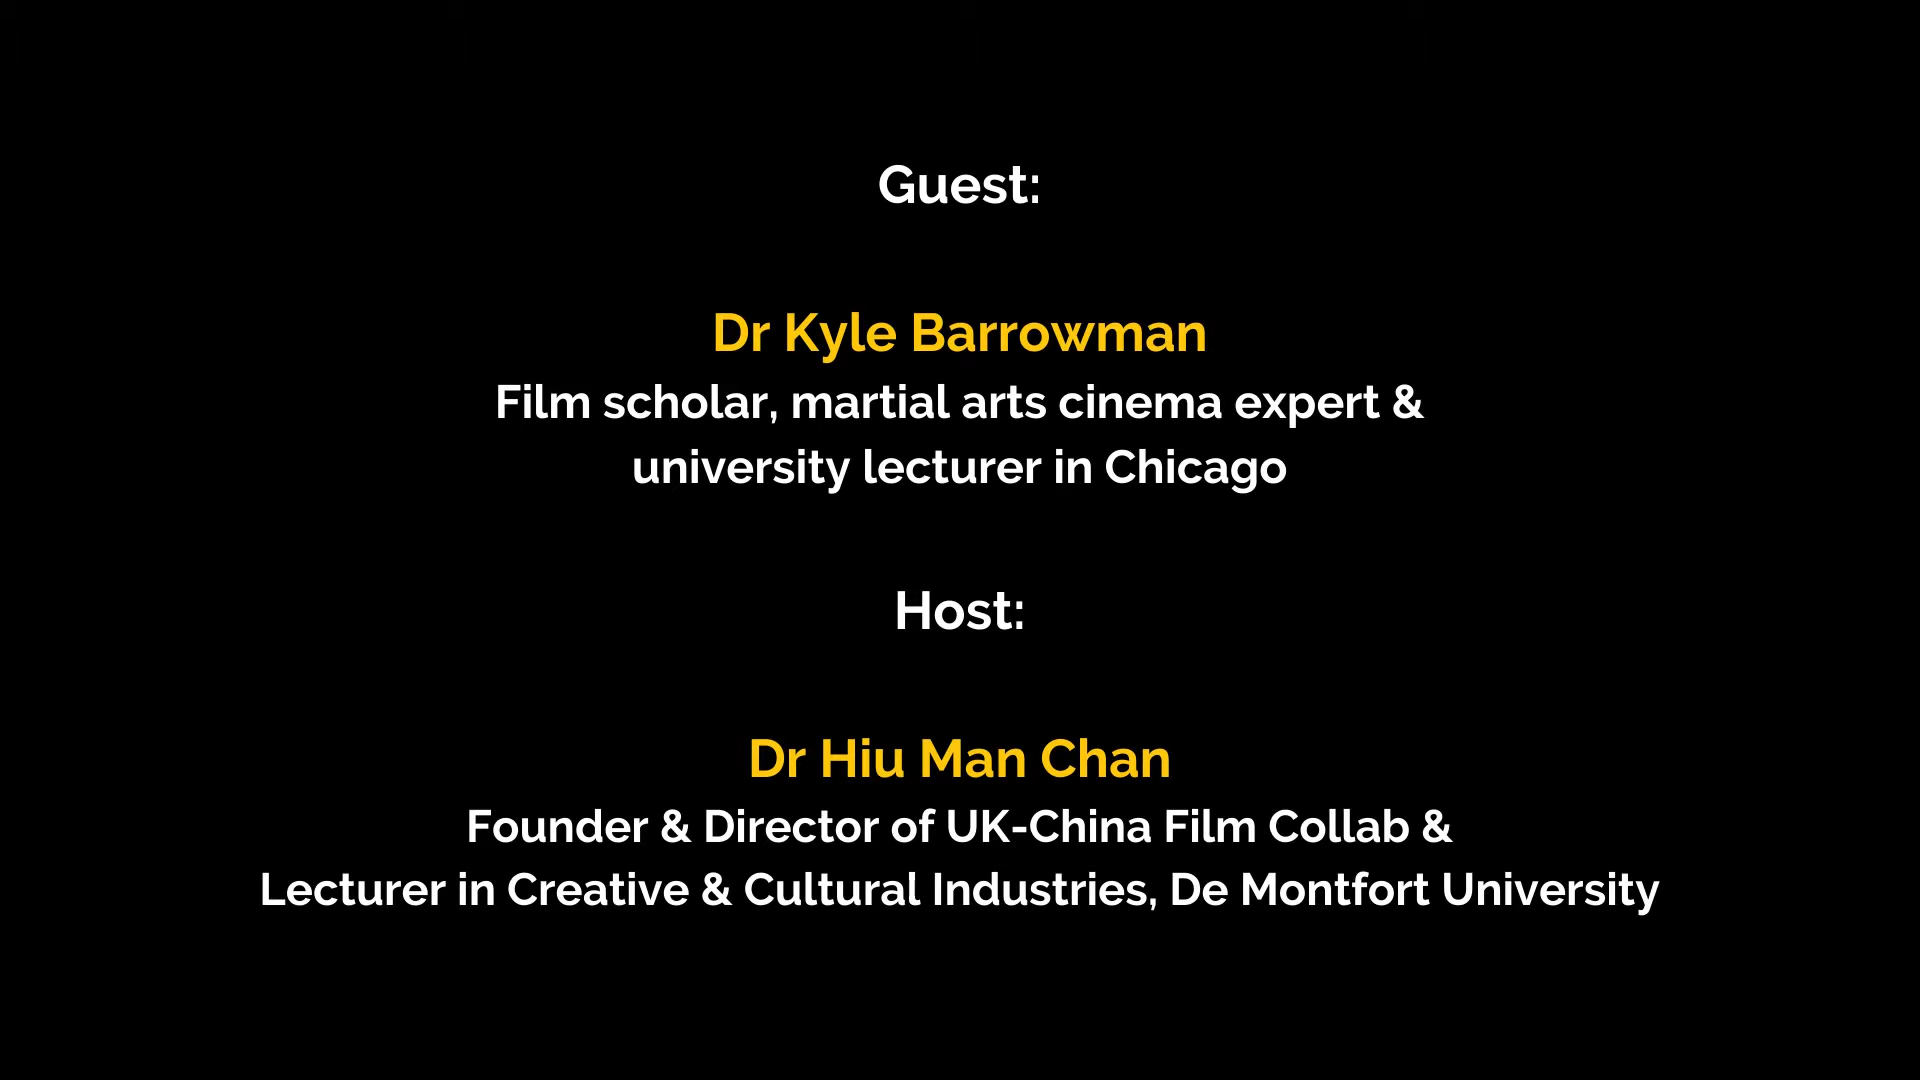 Guest:
Dr Kyle Barrowman
Film scholar, martial arts cinema expert &
university lecturer in Chicago
Host:
Dr Hiu Man Chan
Founder & Director of UK-China Film Collab &
Lecturer in Creative & Cultural Industries, De Montfort University